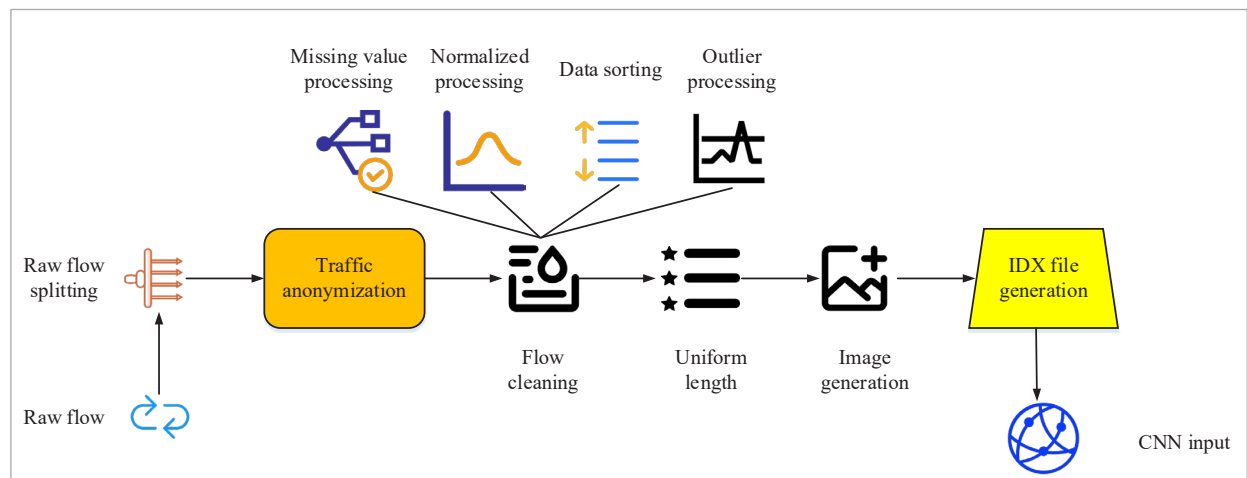 Missing value
processing
Normalized
processing
Data sorting
Outlier
processing
Raw flow
splitting
Traffic
anonymization
IDX file
generation
Flow
cleaning
Uniform
length
Image
generation
Raw flow
CNN input